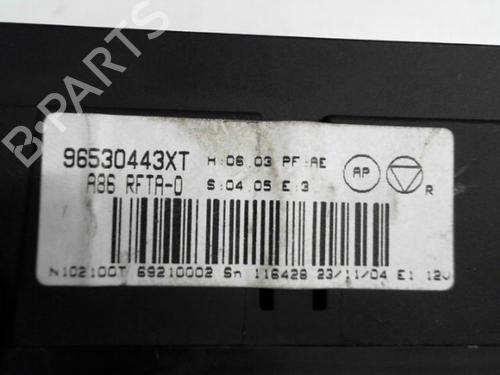 B-PARTS
96530443XT H:06.03 PF:AE
A86 RFTA-0 S:04.05 E:3
AP
R
N102100T 69210002 Sn 116428 23/11/04 E1 12V